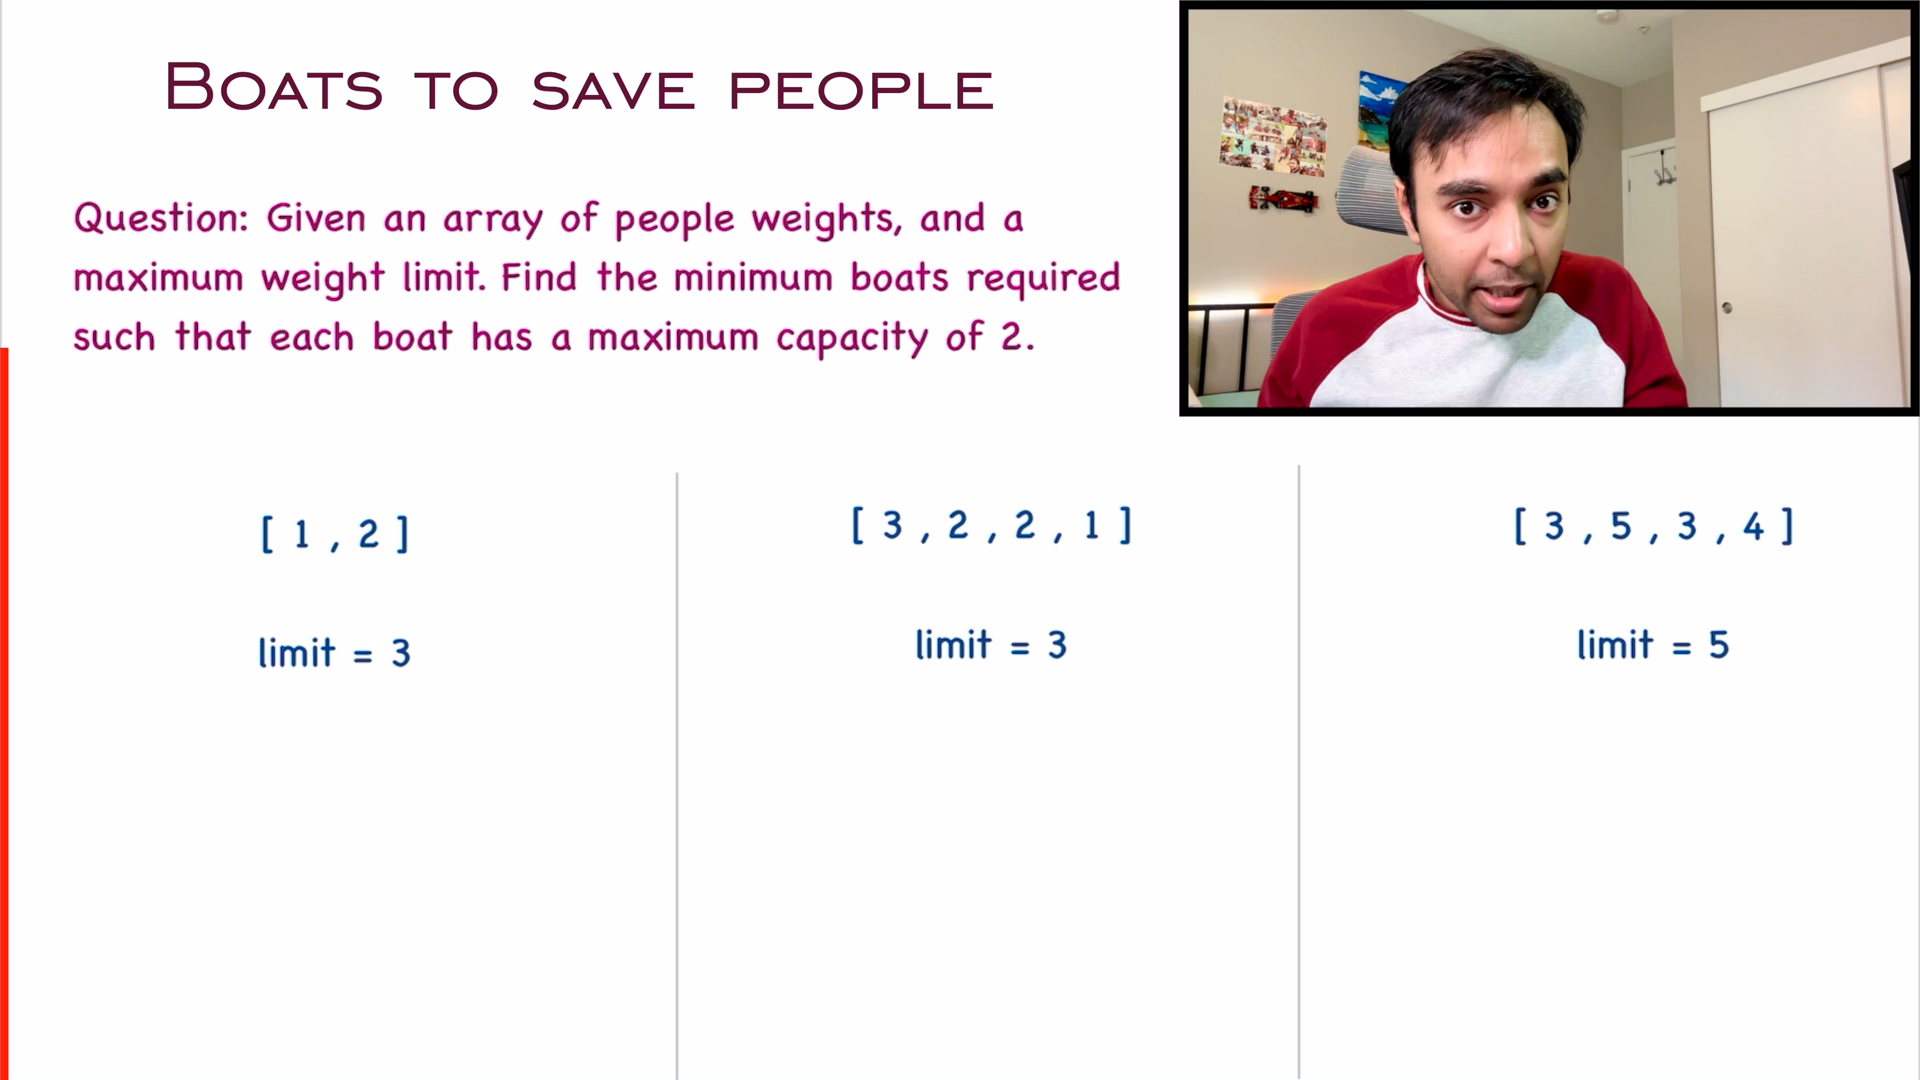 BOATS TO SAVE PEOPLE
Question: Given an array of people weights, and a
maximum weight limit. Find the minimum boats required
such that each boat has a maximum capacity of 2.
[ 1 , 2 ]
limit = 3
[ 3 , 2 , 2 , 1 ]
limit = 3
[ 3 , 5 , 3 , 4 ]
limit = 5